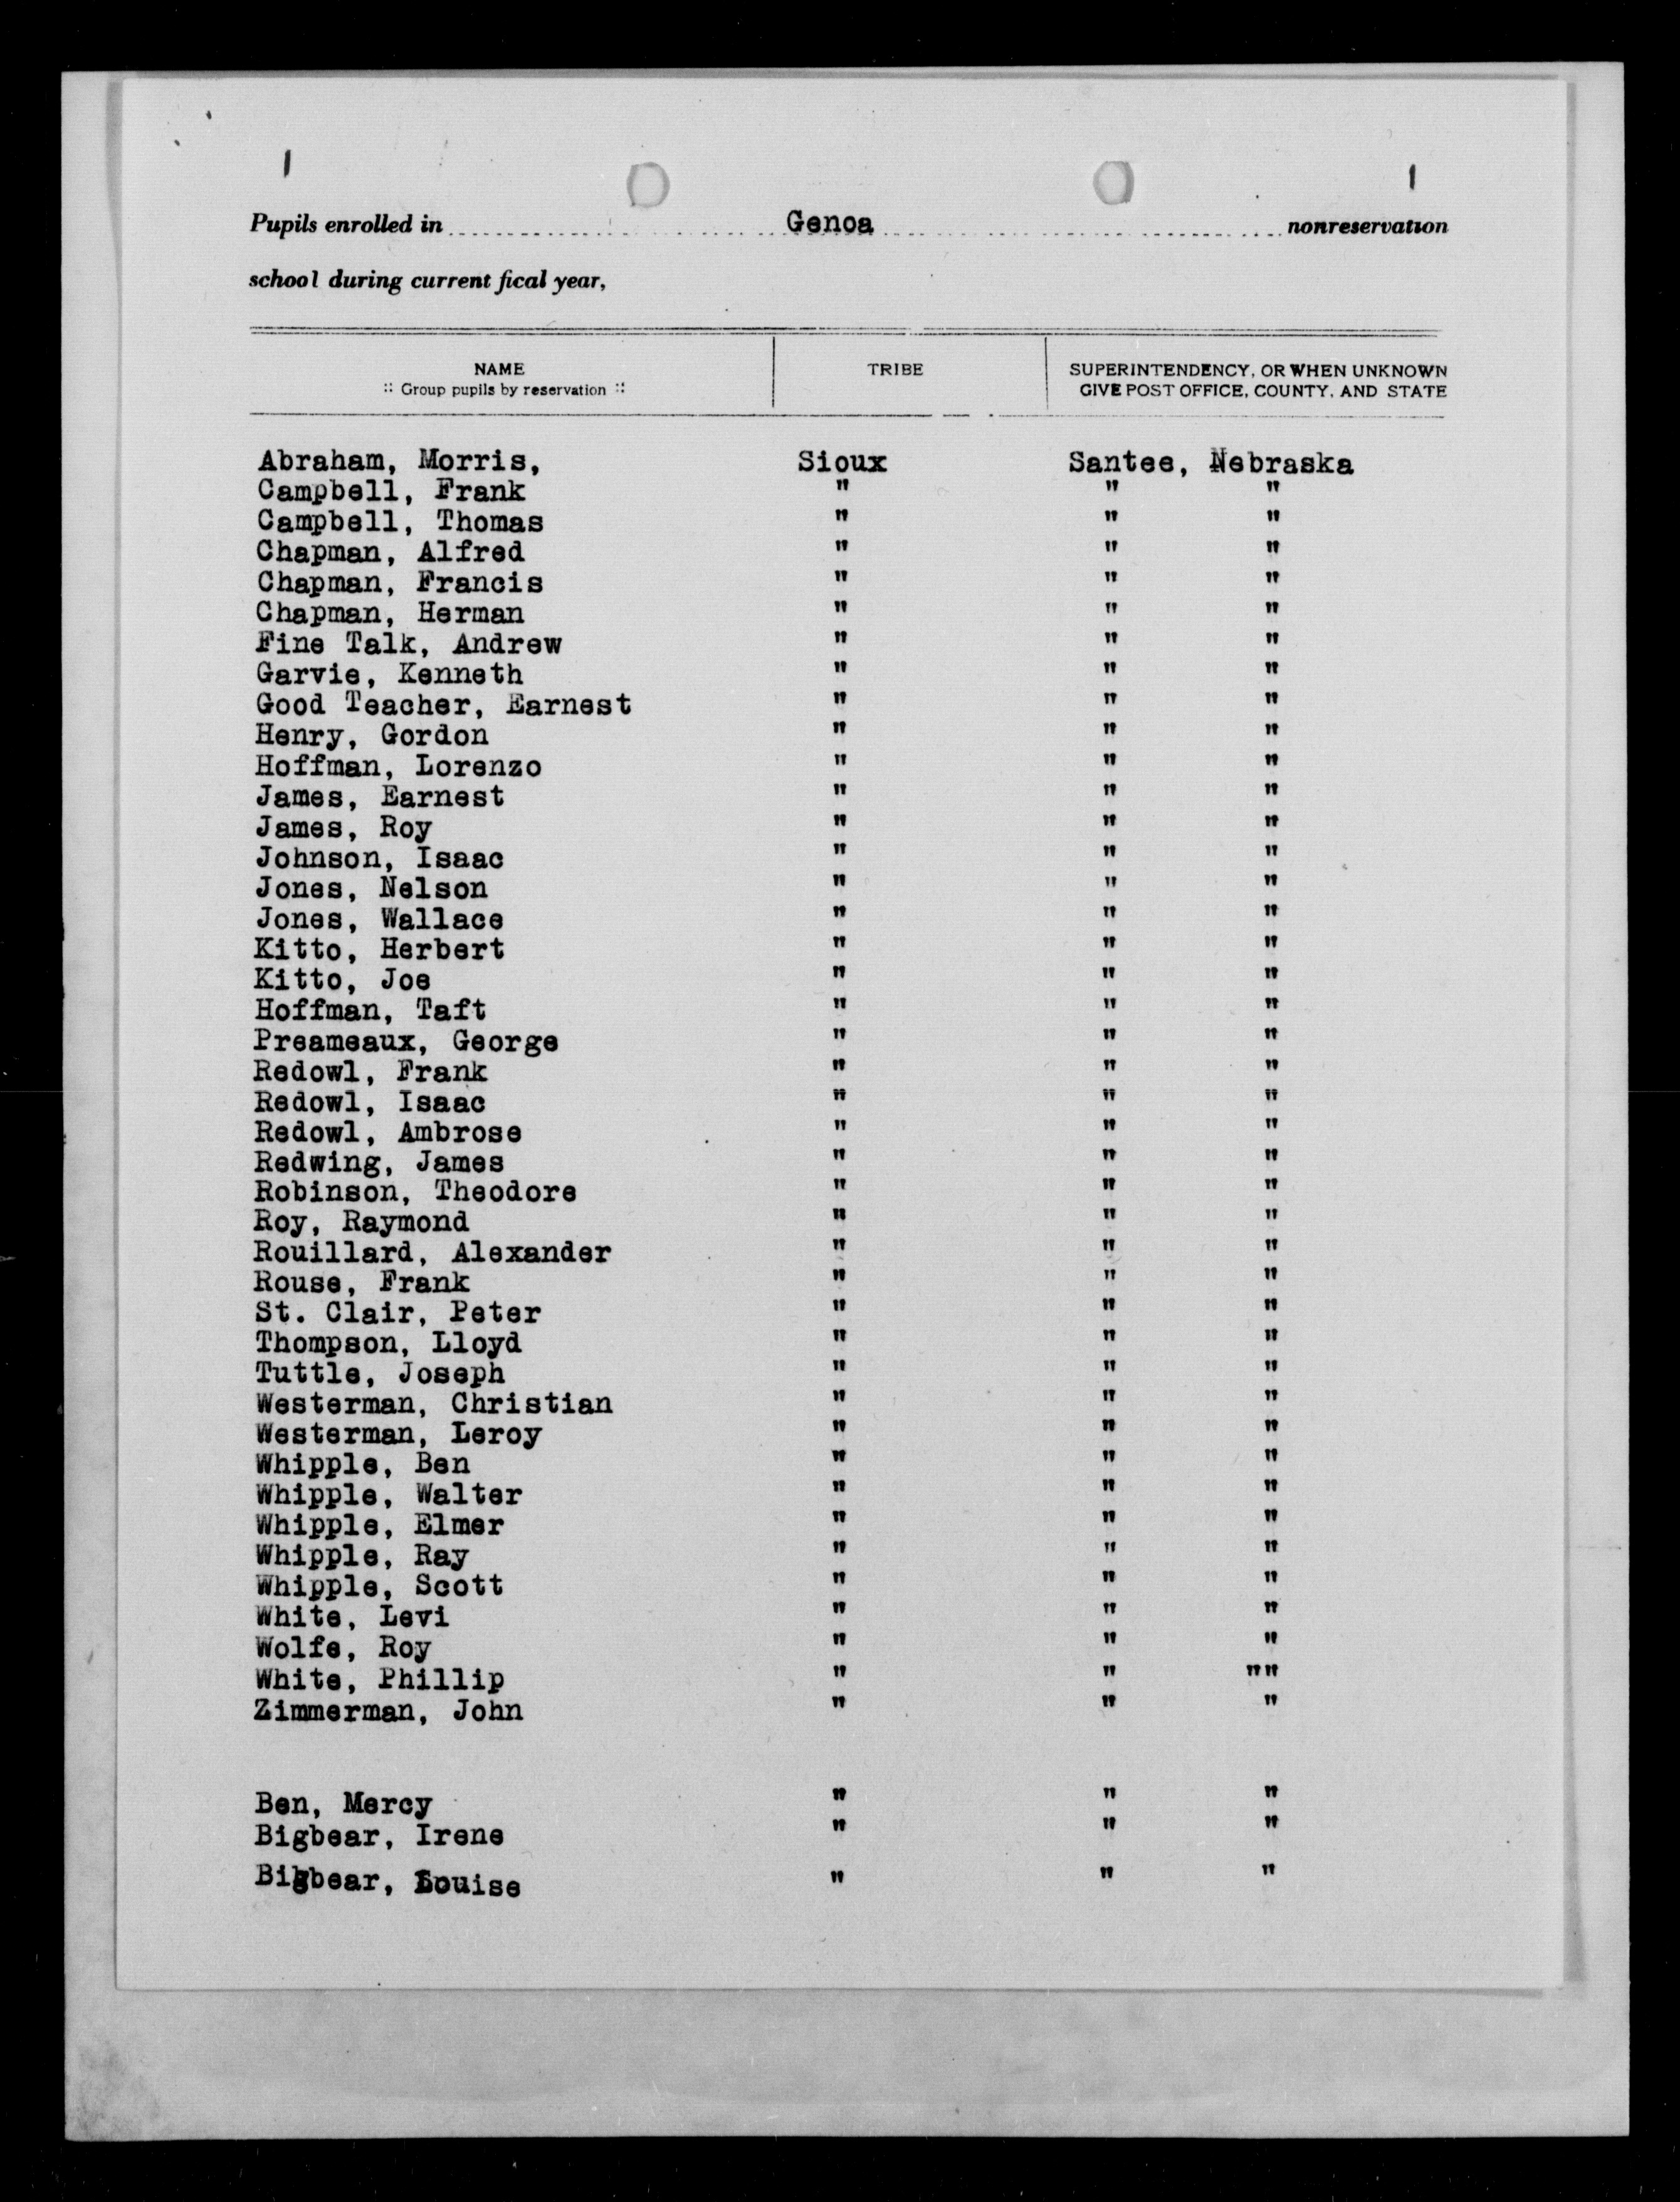 Pupils enrolled in Genoa nonreservation
school during current fical year,
NAME TRIBE SUPERINTENDENCY, OR WHEN UNKNOWN
:: Group pupils by reservation :: GIVE POST OFFICE, COUNTY, AND STATE
Abraham, Morris, Sioux Santee, Nebraska
Campbell, Frank " " "
Campbell, Thomas " " "
Chapman, Alfred " " "
Chapman, Francis " " "
Chapman, Herman " " "
Fine Talk, Andrew " " "
Garvie, Kenneth " " "
Good Teacher, Earnest " " "
Henry, Gordon " " "
Hoffman, Lorenzo " " "
James, Earnest " " "
James, Roy " " "
Johnson, Isaac " " "
Jones, Nelson " " "
Jones, Wallace " " "
Kitto, Herbert " " "
Kitto, Joe " " "
Hoffman, Taft " " "
Preameaux, George " " "
Redowl, Frank " " "
Redowl, Isaac " " "
Redowl, Ambrose " " "
Redwing, James " " "
Robinson, Theodore " " "
Roy, Raymond " " "
Rouillard, Alexander " " "
Rouse, Frank " " "
St. Clair, Peter " " "
Thompson, Lloyd " " "
Tuttle, Joseph " " "
Westerman, Christian " " "
Westerman, Leroy " " "
Whipple, Ben " " "
Whipple, Walter " " "
Whipple, Elmer " " "
Whipple, Ray " " "
Whipple, Scott " " "
White, Levi " " "
Wolfe, Roy " " "
White, Phillip " " ""
Zimmerman, John " " "
Ben, Mercy " " "
Bigbear, Irene " " "
Bigbear, Louise " " "